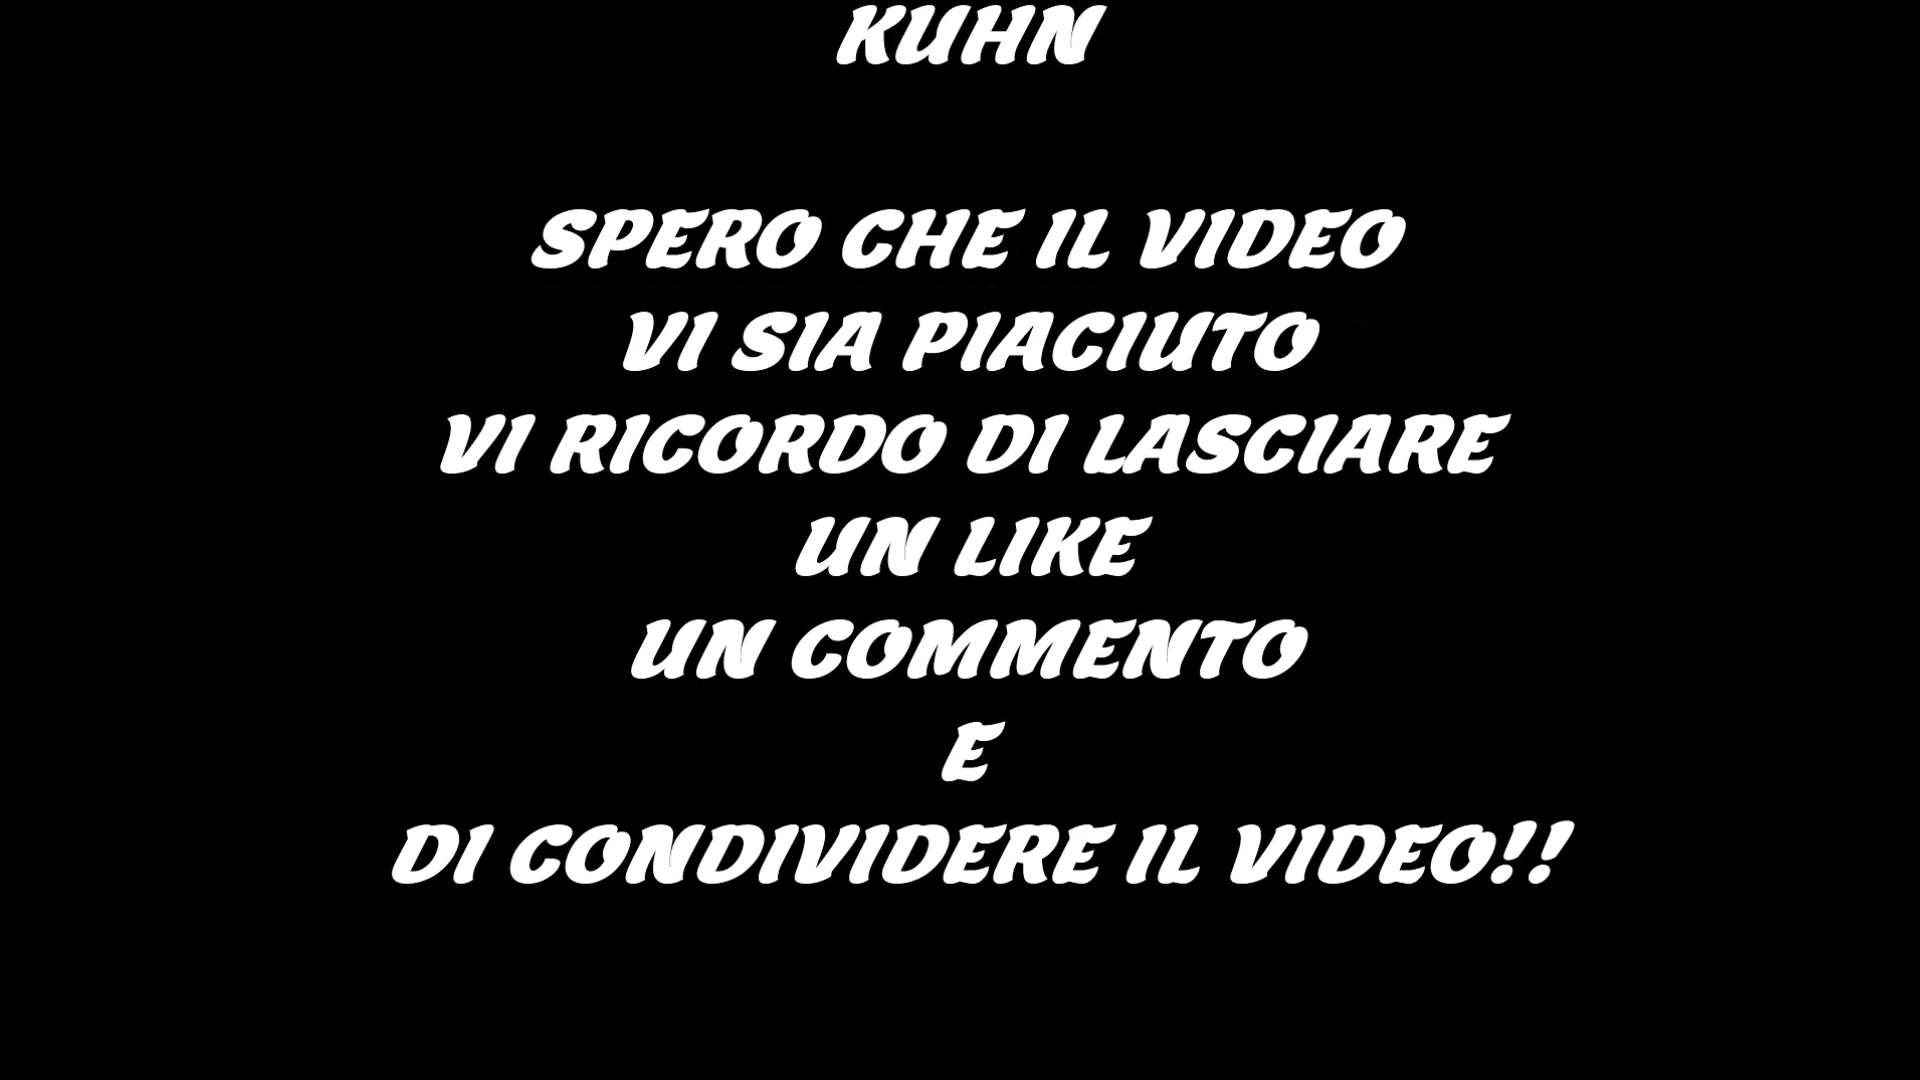 KUHN
SPERO CHE IL VIDEO
VI SIA PIACIUTO
VI RICORDO DI LASCIARE
UN LIKE
UN COMMENTO
E
DI CONDIVIDERE IL VIDEO!!